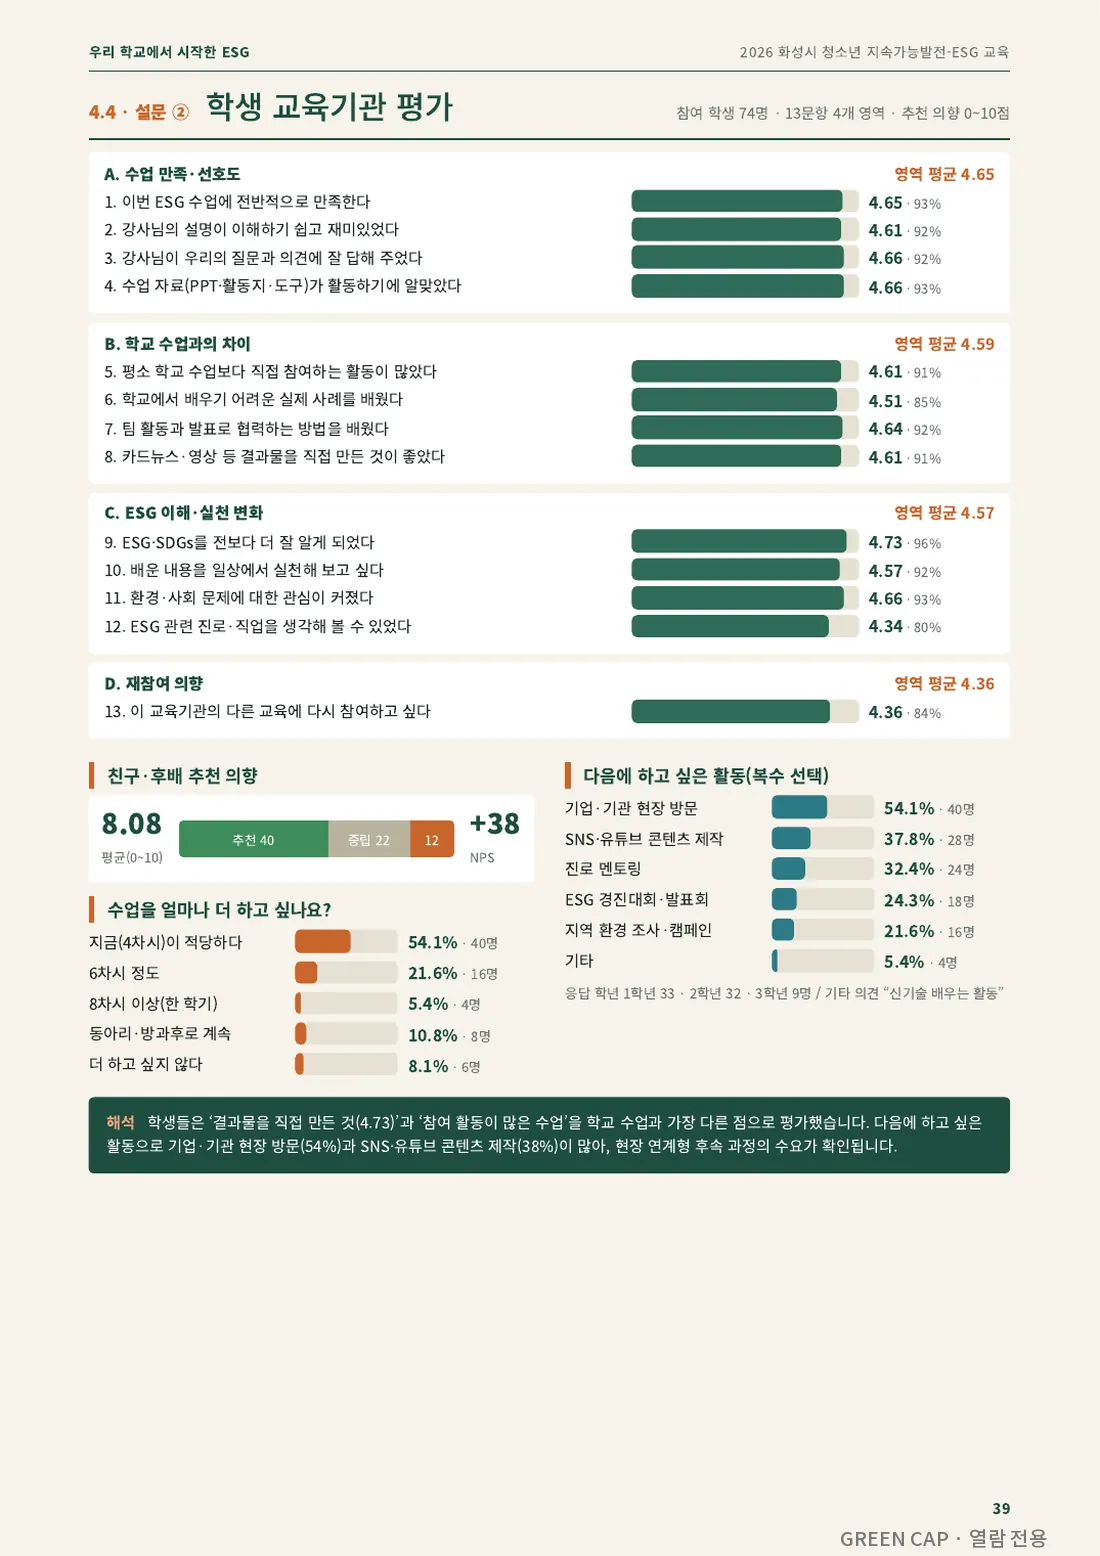 우리 학교에서 시작한 ESG
2026 화성시 청소년 지속가능발전-ESG 교육
4.4 · 설문 ② 학생 교육기관 평가
참여 학생 74명 · 13문항 4개 영역 · 추천 의향 0~10점
A. 수업 만족·선호도 영역 평균 4.65
1. 이번 ESG 수업에 전반적으로 만족한다 4.65 · 93%
2. 강사님의 설명이 이해하기 쉽고 재미있었다 4.61 · 92%
3. 강사님이 우리의 질문과 의견에 잘 답해 주었다 4.66 · 92%
4. 수업 자료(PPT·활동지·도구)가 활동하기에 알맞았다 4.66 · 93%
B. 학교 수업과의 차이 영역 평균 4.59
5. 평소 학교 수업보다 직접 참여하는 활동이 많았다 4.61 · 91%
6. 학교에서 배우기 어려운 실제 사례를 배웠다 4.51 · 85%
7. 팀 활동과 발표로 협력하는 방법을 배웠다 4.64 · 92%
8. 카드뉴스·영상 등 결과물을 직접 만든 것이 좋았다 4.61 · 91%
C. ESG 이해·실천 변화 영역 평균 4.57
9. ESG·SDGs를 전보다 더 잘 알게 되었다 4.73 · 96%
10. 배운 내용을 일상에서 실천해 보고 싶다 4.57 · 92%
11. 환경·사회 문제에 대한 관심이 커졌다 4.66 · 93%
12. ESG 관련 진로·직업을 생각해 볼 수 있었다 4.34 · 80%
D. 재참여 의향 영역 평균 4.36
13. 이 교육기관의 다른 교육에 다시 참여하고 싶다 4.36 · 84%
친구·후배 추천 의향
8.08 추천 40 중립 22 12 +38
평균(0~10) NPS
수업을 얼마나 더 하고 싶나요?
지금(4차시)이 적당하다 54.1% · 40명
6차시 정도 21.6% · 16명
8차시 이상(한 학기) 5.4% · 4명
동아리·방과후로 계속 10.8% · 8명
더 하고 싶지 않다 8.1% · 6명
다음에 하고 싶은 활동(복수 선택)
기업·기관 현장 방문 54.1% · 40명
SNS·유튜브 콘텐츠 제작 37.8% · 28명
진로 멘토링 32.4% · 24명
ESG 경진대회·발표회 24.3% · 18명
지역 환경 조사·캠페인 21.6% · 16명
기타 5.4% · 4명
응답 학년 1학년 33 · 2학년 32 · 3학년 9명 / 기타 의견 “신기술 배우는 활동”
해석 학생들은 ‘결과물을 직접 만든 것(4.73)’과 ‘참여 활동이 많은 수업’을 학교 수업과 가장 다른 점으로 평가했습니다. 다음에 하고 싶은
활동으로 기업·기관 현장 방문(54%)과 SNS·유튜브 콘텐츠 제작(38%)이 많아, 현장 연계형 후속 과정의 수요가 확인됩니다.
39
GREEN CAP · 열람 전용